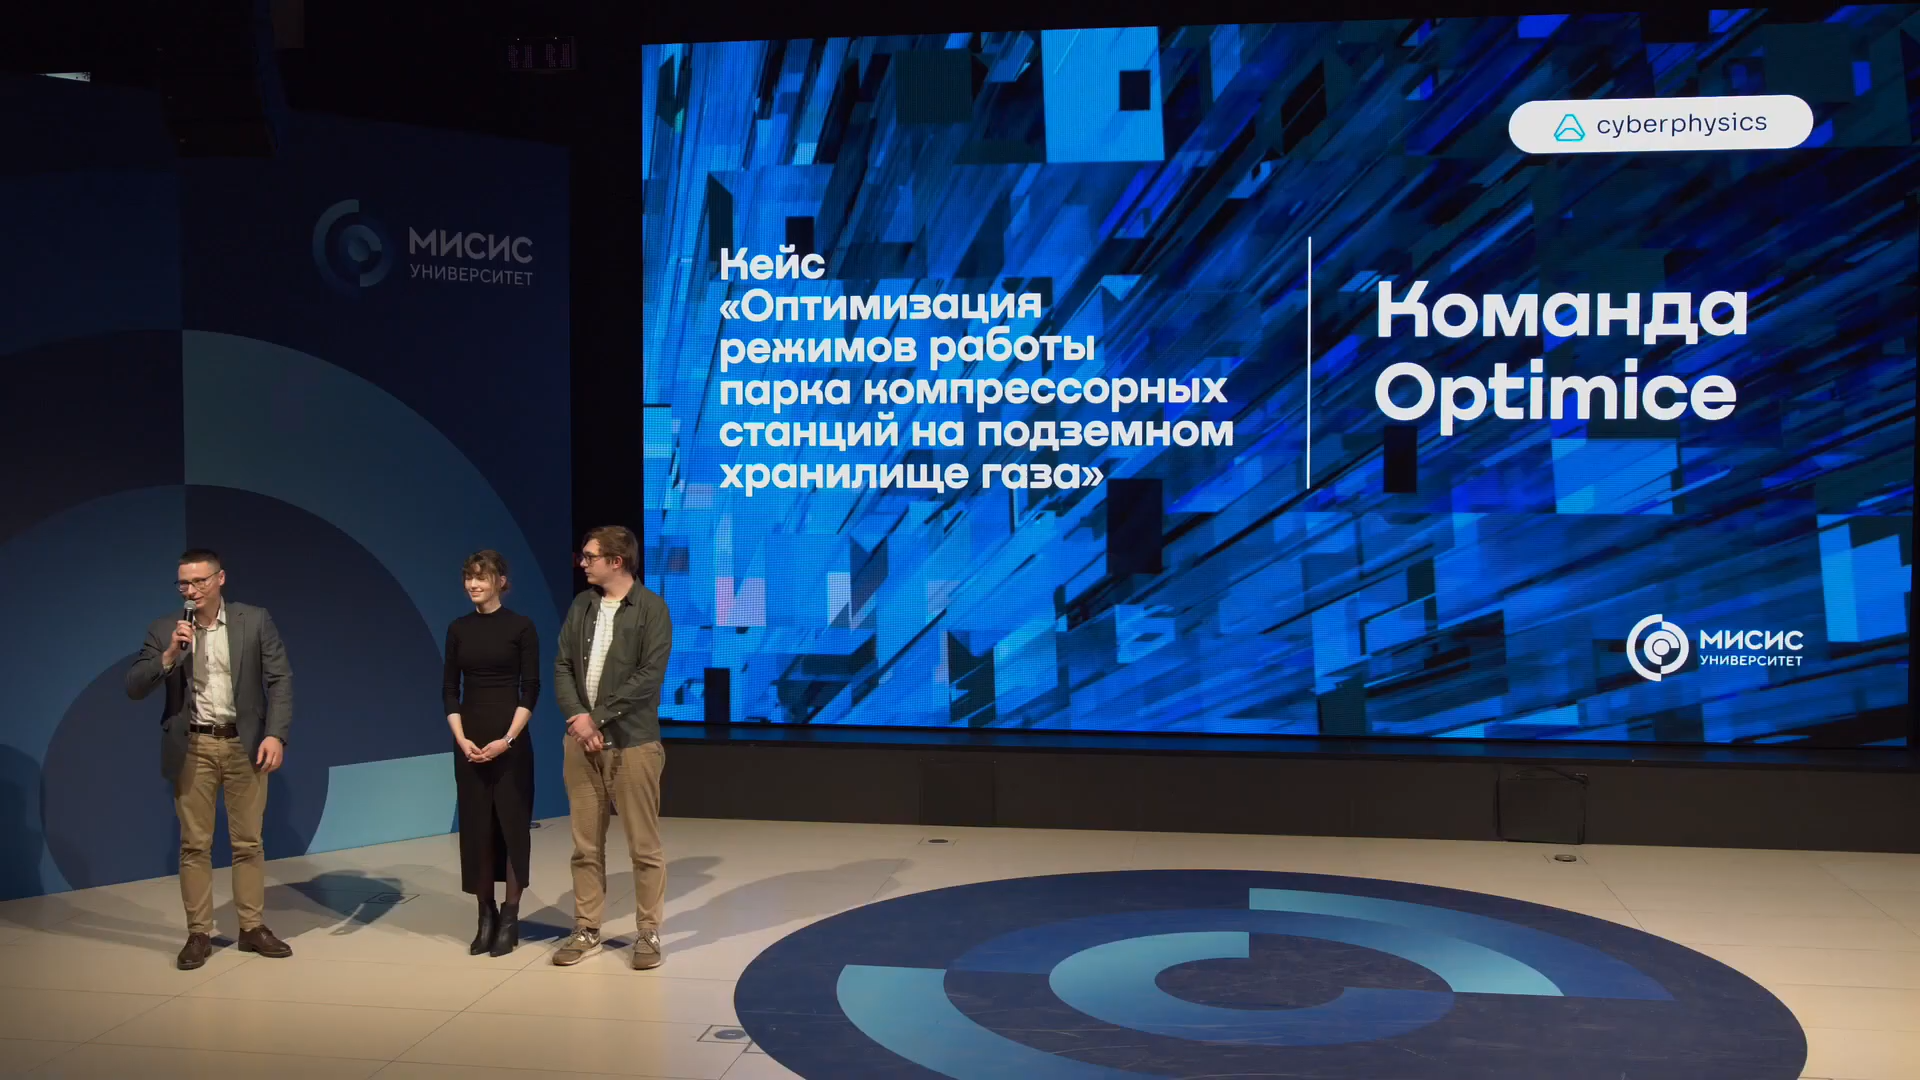 МИСИС
УНИВЕРСИТЕТ
cyberphysics
Кейс
«Оптимизация
режимов работы
парка компрессорных
станций на подземном
хранилище газа»
Команда
Optimice
МИСИС
УНИВЕРСИТЕТ